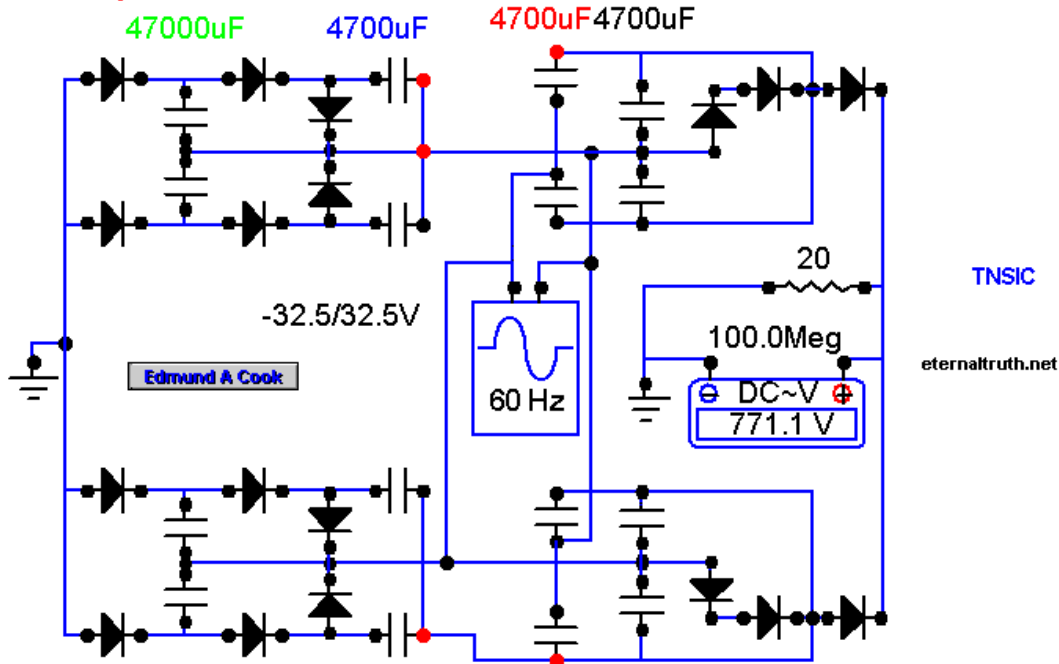 47000uF 4700uF 4700uF4700uF
20
TNSIC
-32.5/32.5V
100.0Meg
eternaltruth.net
Edmund A Cook
60 Hz
DC~V
771.1 V